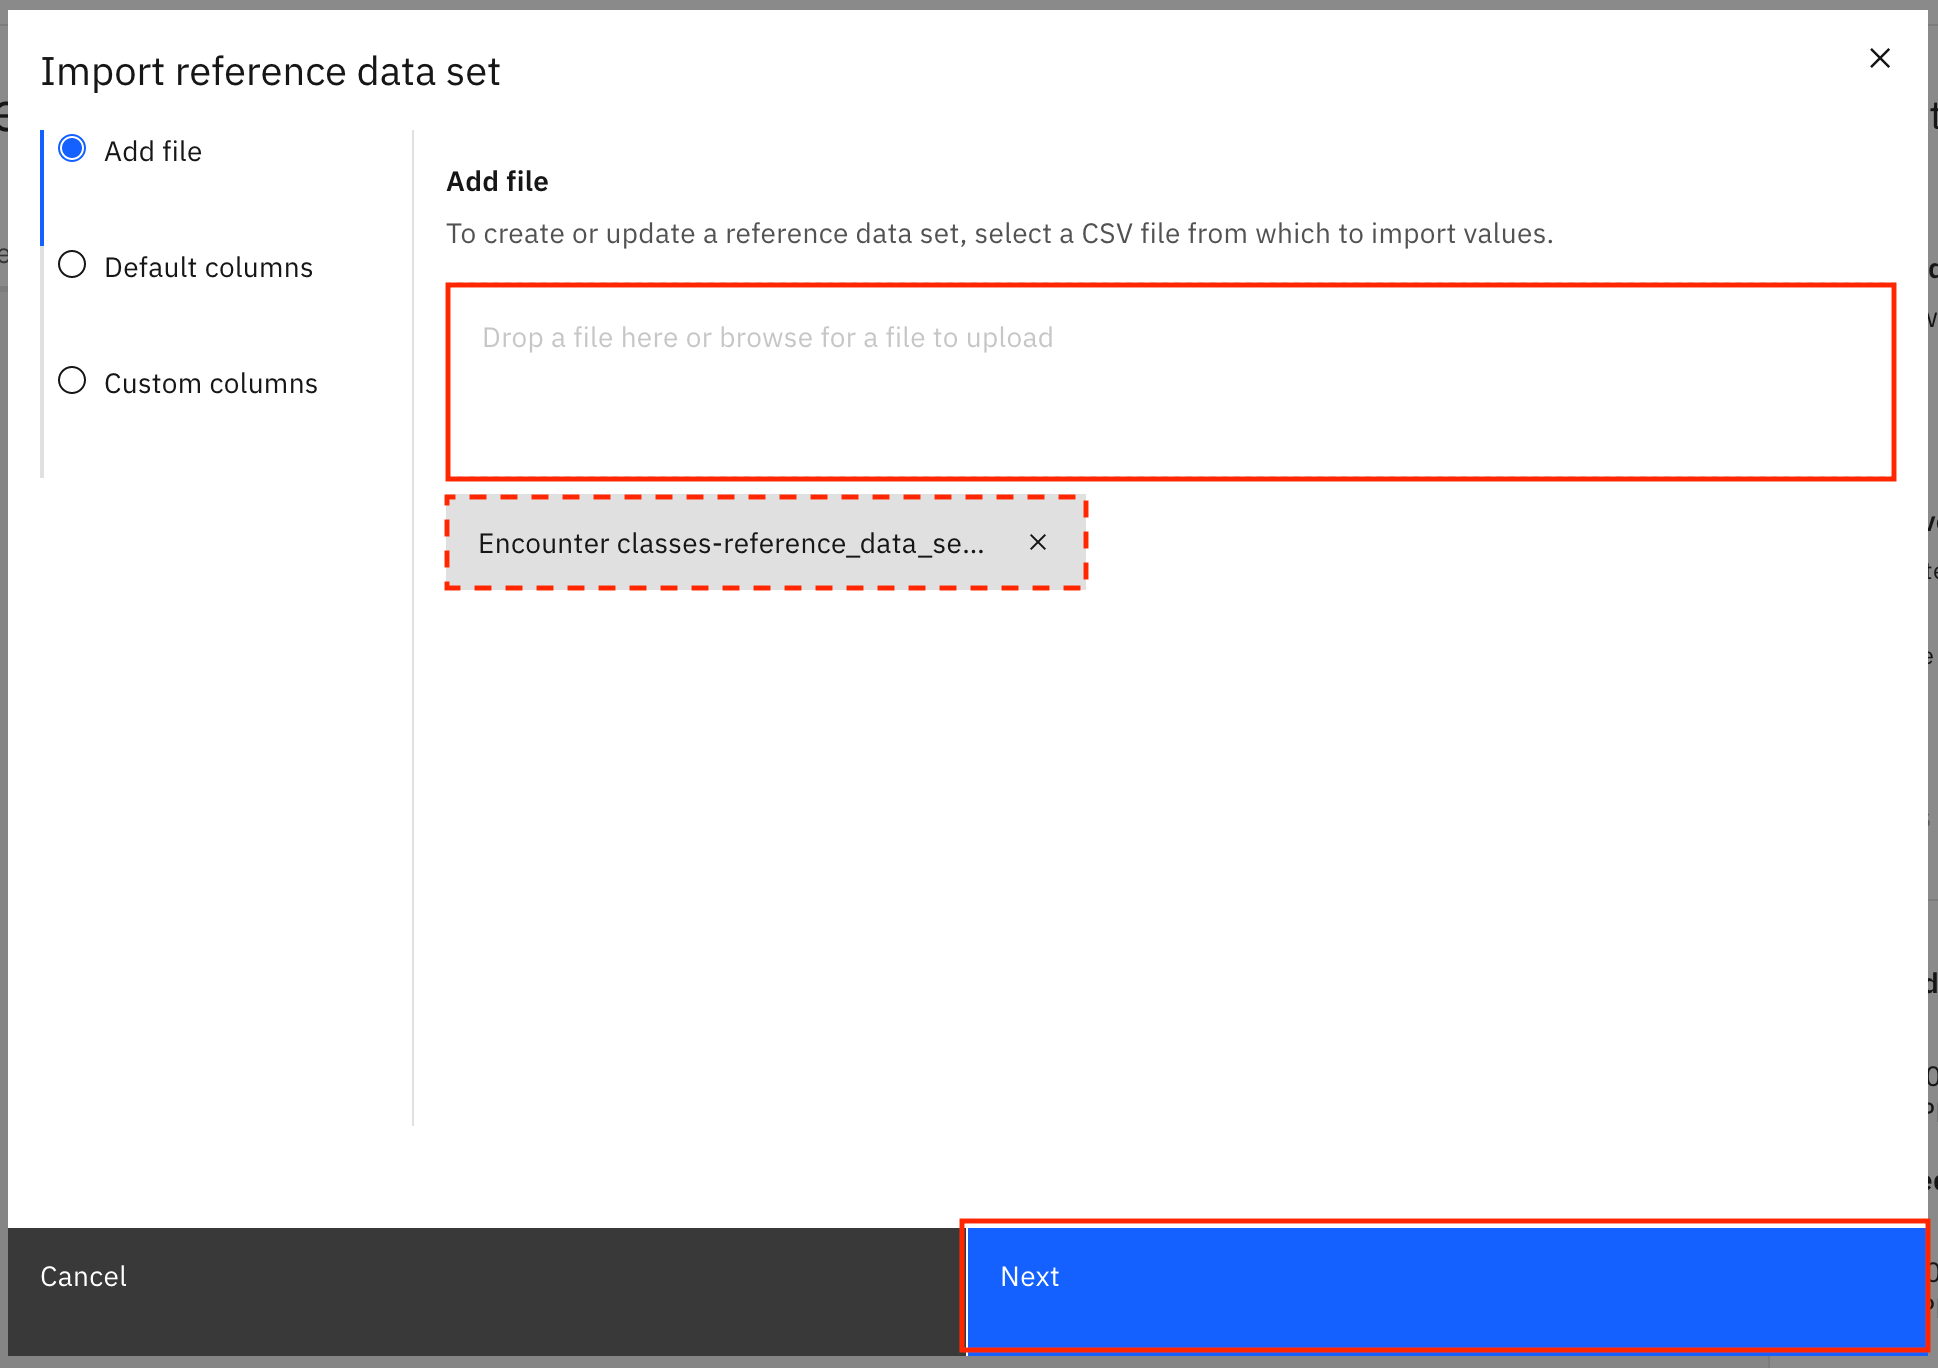 Import reference data set
Add file
Default columns
Custom columns
Add file
To create or update a reference data set, select a CSV file from which to import values.
Drop a file here or browse for a file to upload
Encounter classes-reference_data_se...
Cancel
Next